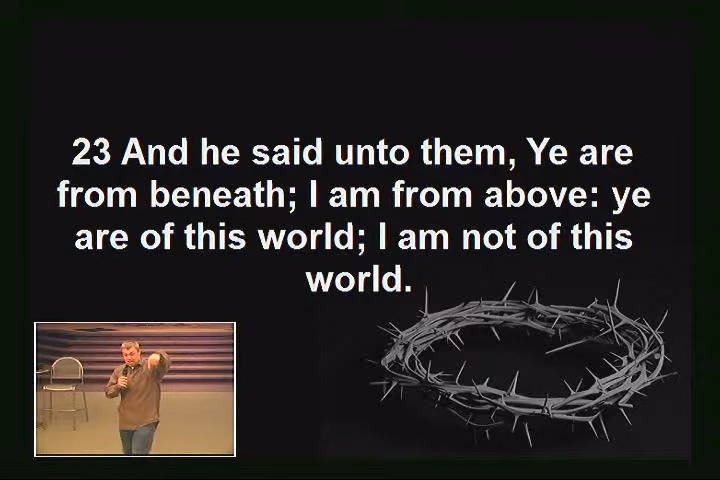 23 And he said unto them, Ye are
from beneath; I am from above: ye
are of this world; I am not of this
world.